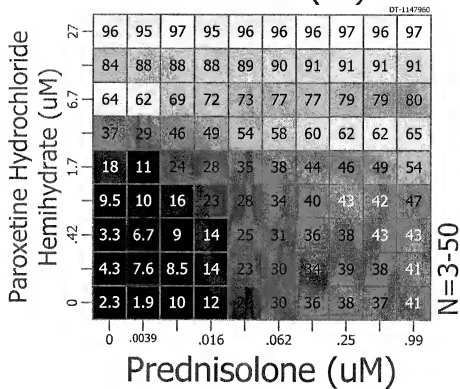 DT-1147960
27 96 95 97 95 96 96 97 96 97
84 88 88 88 89 90 91 91 91 91
6.7 64 62 69 72 73 77 77 79 79 80
37 29 46 49 54 58 60 62 62 65
1.7 18 11 24 28 35 38 44 46 49 54
9.5 10 16 23 28 34 40 43 42 47
.42 3.3 6.7 9 14 25 31 36 38 43 43
4.3 7.6 8.5 14 23 30 34 39 38 41
0 2.3 1.9 10 12 30 36 38 37 41
0 .0039 .016 .062 .25 .99
Paroxetine Hydrochloride
Hemihydrate (uM)
N=3-50
Prednisolone (uM)